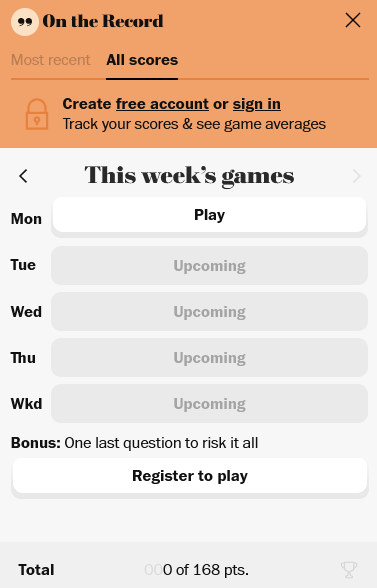 On the Record
Most recent All scores
Create free account or sign in
Track your scores & see game averages
This week's games
Mon Play
Tue Upcoming
Wed Upcoming
Thu Upcoming
Wkd Upcoming
Bonus: One last question to risk it all
Register to play
Total 000 of 168 pts.